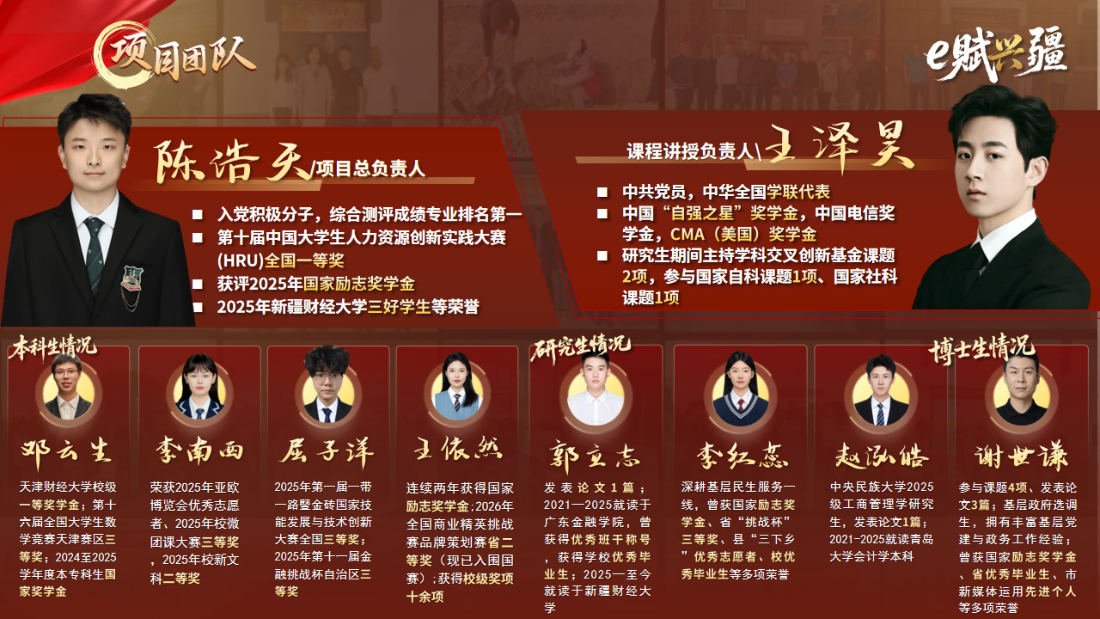 项目团队
e赋兴疆
陈浩天/项目总负责人
■ 入党积极分子，综合测评成绩专业排名第一
■ 第十届中国大学生人力资源创新实践大赛
(HRU)全国一等奖
■ 获评2025年国家励志奖学金
■ 2025年新疆财经大学三好学生等荣誉
课程讲授负责人\王泽昊
■ 中共党员，中华全国学联代表
■ 中国“自强之星”奖学金，中国电信奖
学金，CMA（美国）奖学金
■ 研究生期间主持学科交叉创新基金课题
2项，参与国家自科课题1项、国家社科
课题1项
本科生情况
邓云生
天津财经大学校级
一等奖学金；第十
六届全国大学生数
学竞赛天津赛区三
等奖；2024至2025
学年度本专科生国
家奖学金
李南西
荣获2025年亚欧
博览会优秀志愿
者、2025年校微
团课大赛三等奖
，2025年校新文
科二等奖
屈子洋
2025年第一届一带
一路暨金砖国家技
能发展与技术创新
大赛全国三等奖；
2025年第十一届金
融挑战杯自治区三
等奖
王依然
连续两年获得国家
励志奖学金;2026年
全国商业精英挑战
赛品牌策划赛省二
等奖（现已入围国
赛）;获得校级奖项
十余项
研究生情况
郭立志
发表论文1篇；
2021—2025就读于
广东金融学院，曾
获得优秀班干称号
，获得学校优秀毕
业生；2025—至今
就读于新疆财经大
学
李红蕊
深耕基层民生服务一
线，曾获国家励志奖
学金、省“挑战杯”
三等奖、县“三下乡
”优秀志愿者、校优
秀毕业生等多项荣誉
赵泓皓
中央民族大学2025
级工商管理学研究
生，发表论文1篇；
2021-2025就读青岛
大学会计学本科
博士生情况
谢世谦
参与课题4项、发表论
文3篇；基层政府选调
生，拥有丰富基层党
建与政务工作经验；
曾获国家励志奖学金
、省优秀毕业生、市
新媒体运用先进个人
等多项荣誉